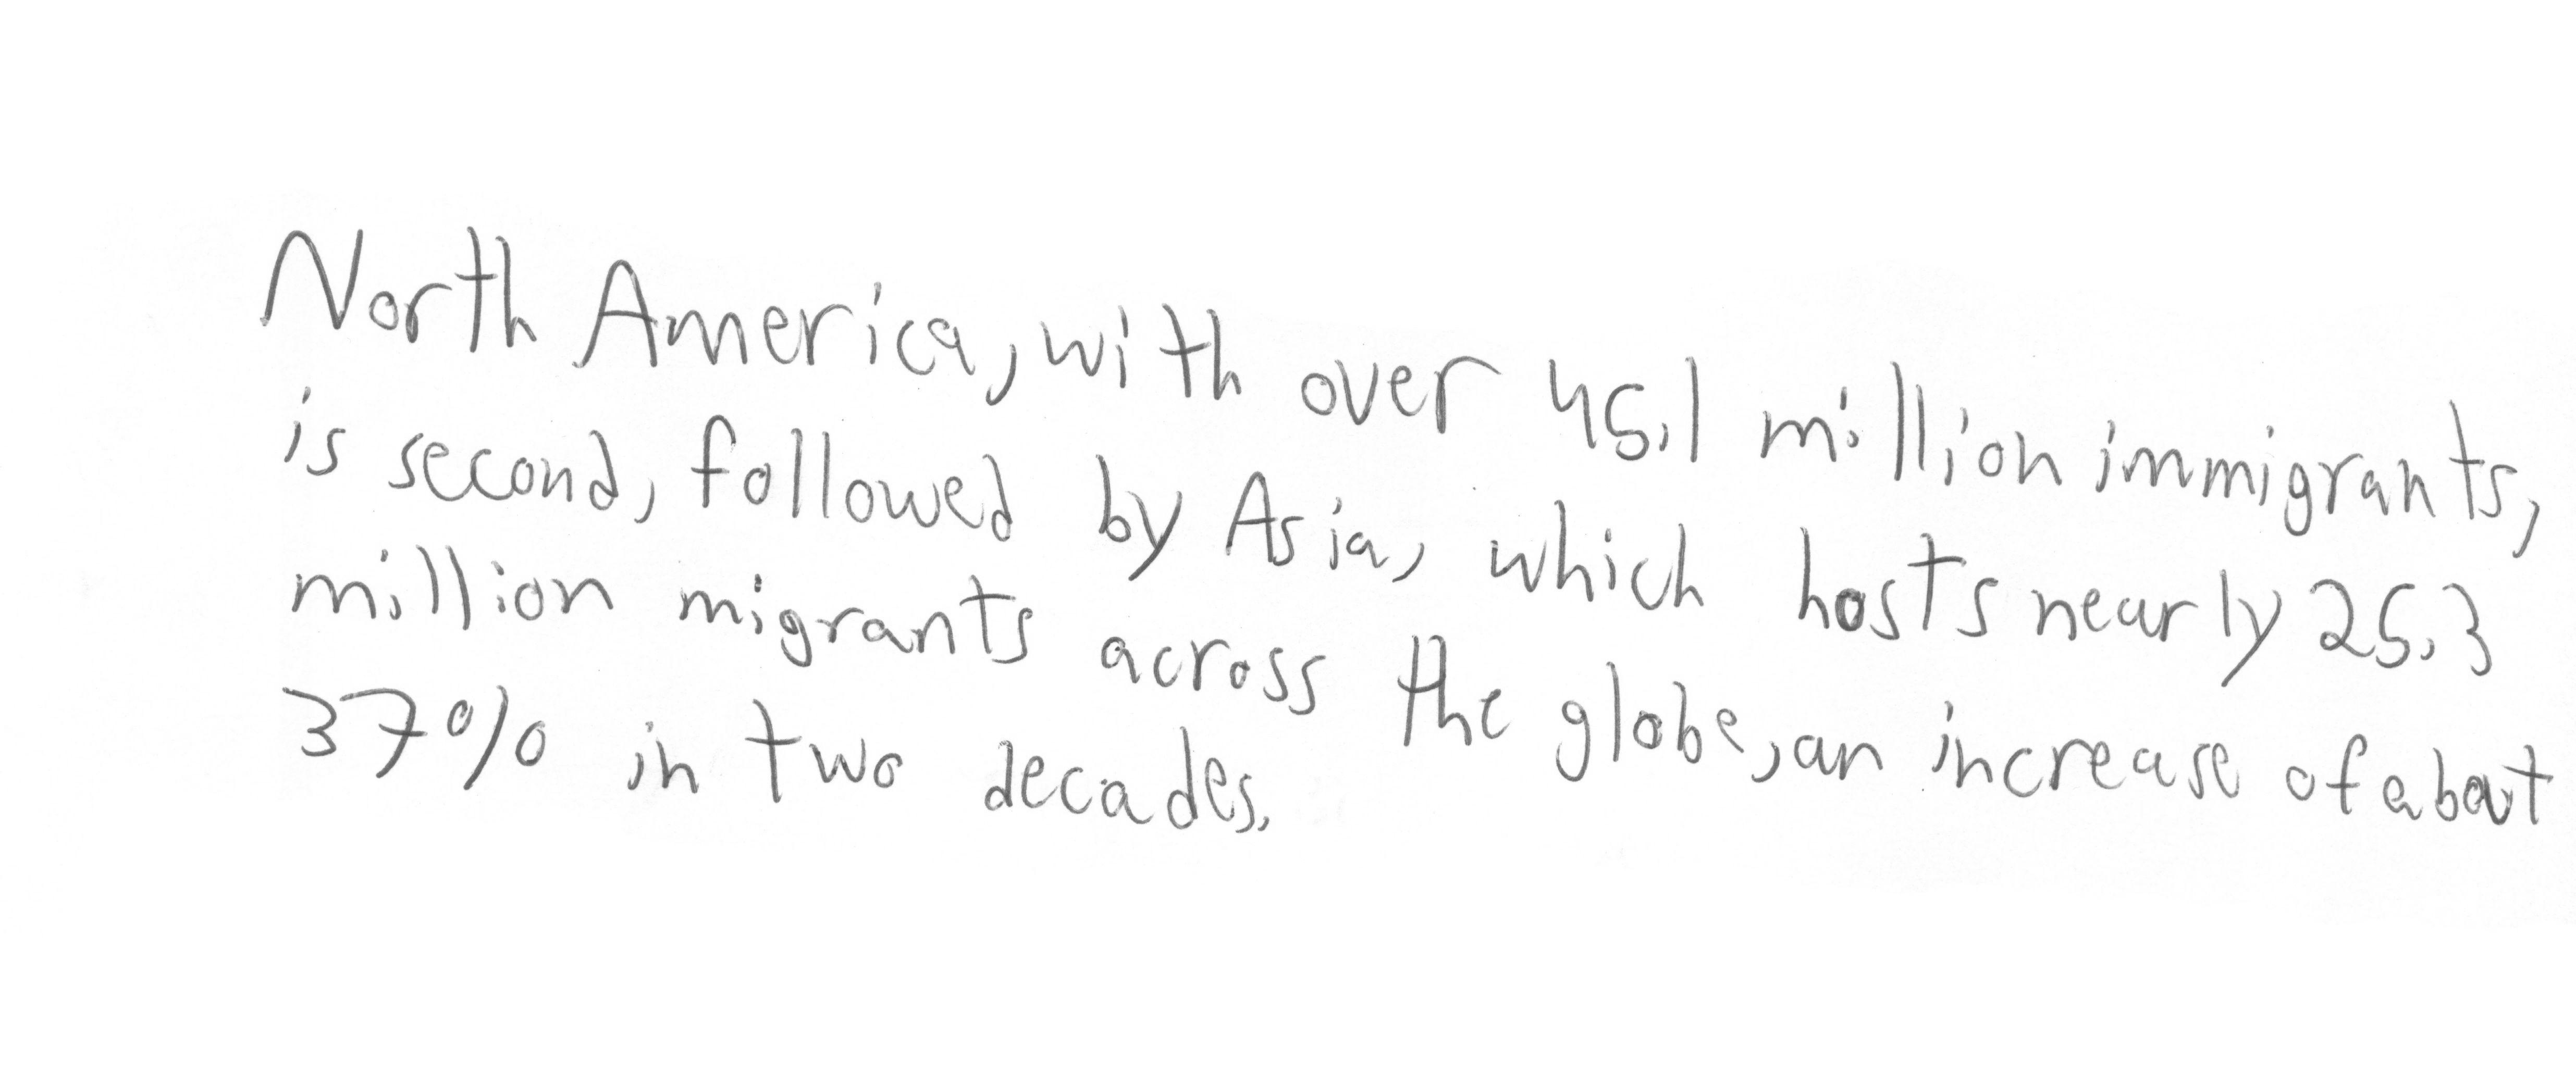 North America, with over 45.1 million immigrants,
is second, followed by Asia, which hosts nearly 25.3
million migrants across the globe, an increase of about
37% in two decades.